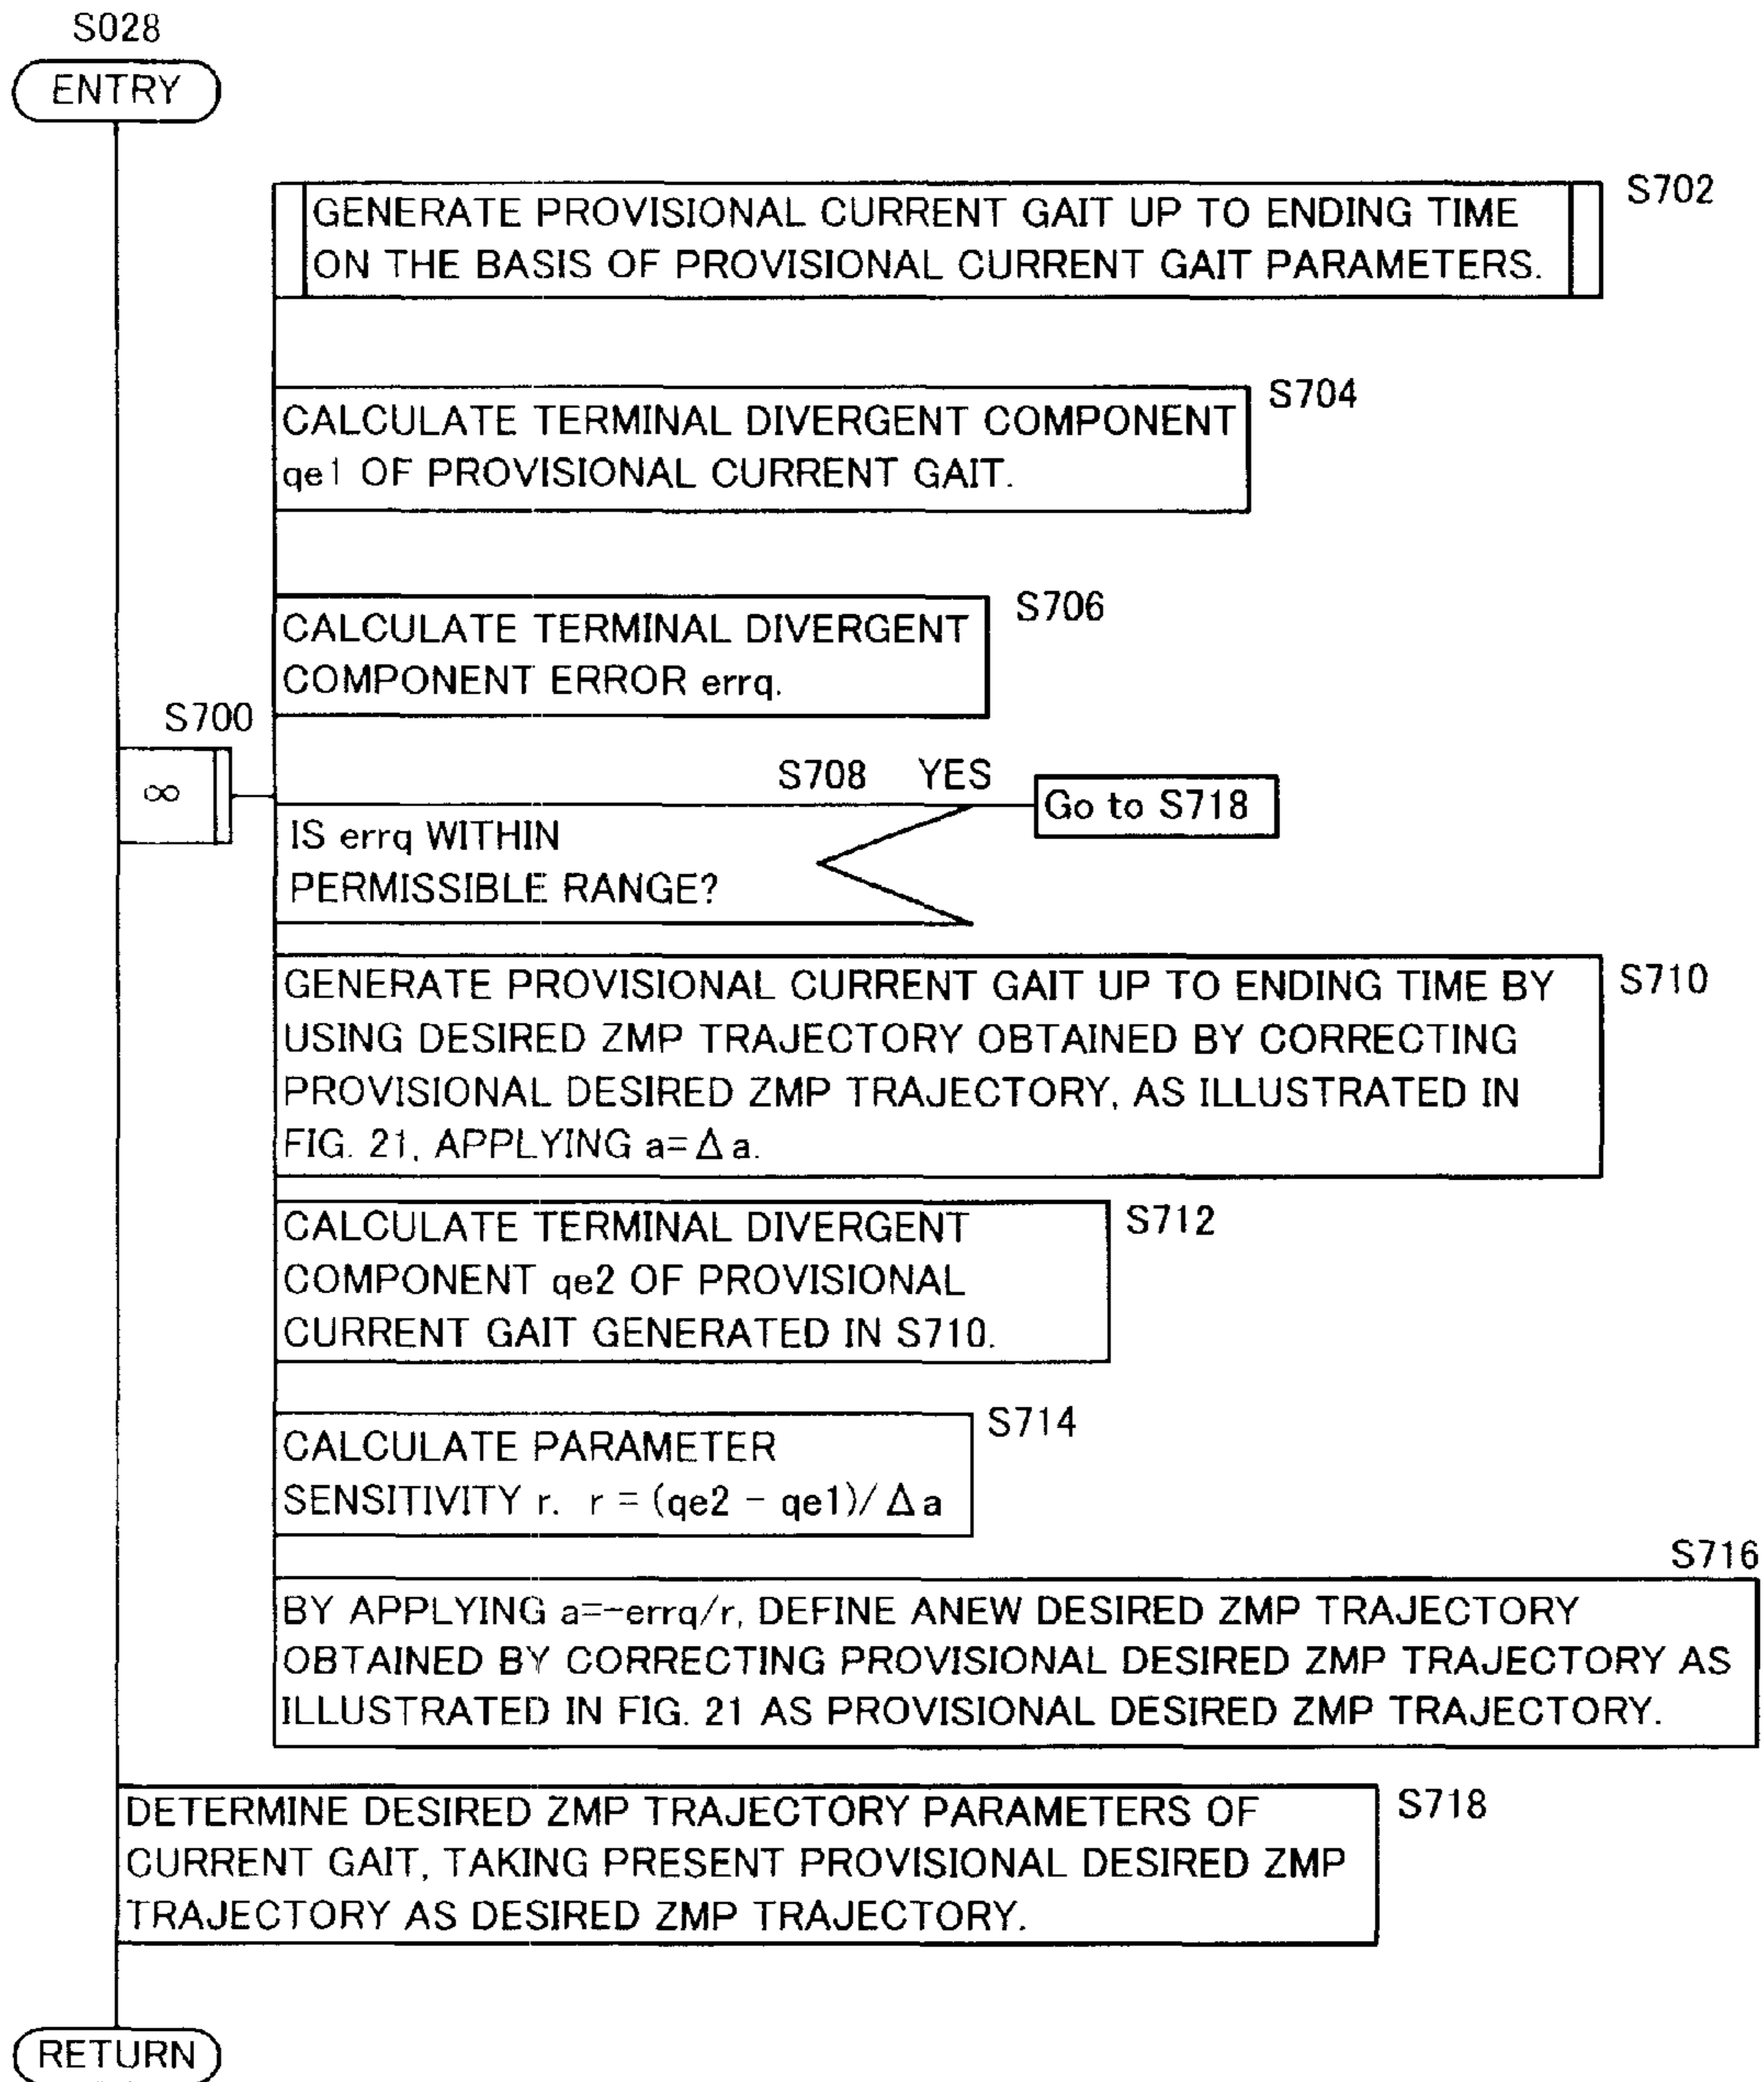 S028
ENTRY
S702
GENERATE PROVISIONAL CURRENT GAIT UP TO ENDING TIME
ON THE BASIS OF PROVISIONAL CURRENT GAIT PARAMETERS.
S704
CALCULATE TERMINAL DIVERGENT COMPONENT
qe1 OF PROVISIONAL CURRENT GAIT.
S706
CALCULATE TERMINAL DIVERGENT
COMPONENT ERROR errq.
S700
∞
S708 YES
Go to S718
IS errq WITHIN
PERMISSIBLE RANGE?
S710
GENERATE PROVISIONAL CURRENT GAIT UP TO ENDING TIME BY
USING DESIRED ZMP TRAJECTORY OBTAINED BY CORRECTING
PROVISIONAL DESIRED ZMP TRAJECTORY, AS ILLUSTRATED IN
FIG. 21, APPLYING a=Δa.
S712
CALCULATE TERMINAL DIVERGENT
COMPONENT qe2 OF PROVISIONAL
CURRENT GAIT GENERATED IN S710.
S714
CALCULATE PARAMETER
SENSITIVITY r. r = (qe2 - qe1)/Δa
S716
BY APPLYING a=-errq/r, DEFINE ANEW DESIRED ZMP TRAJECTORY
OBTAINED BY CORRECTING PROVISIONAL DESIRED ZMP TRAJECTORY AS
ILLUSTRATED IN FIG. 21 AS PROVISIONAL DESIRED ZMP TRAJECTORY.
S718
DETERMINE DESIRED ZMP TRAJECTORY PARAMETERS OF
CURRENT GAIT, TAKING PRESENT PROVISIONAL DESIRED ZMP
TRAJECTORY AS DESIRED ZMP TRAJECTORY.
RETURN